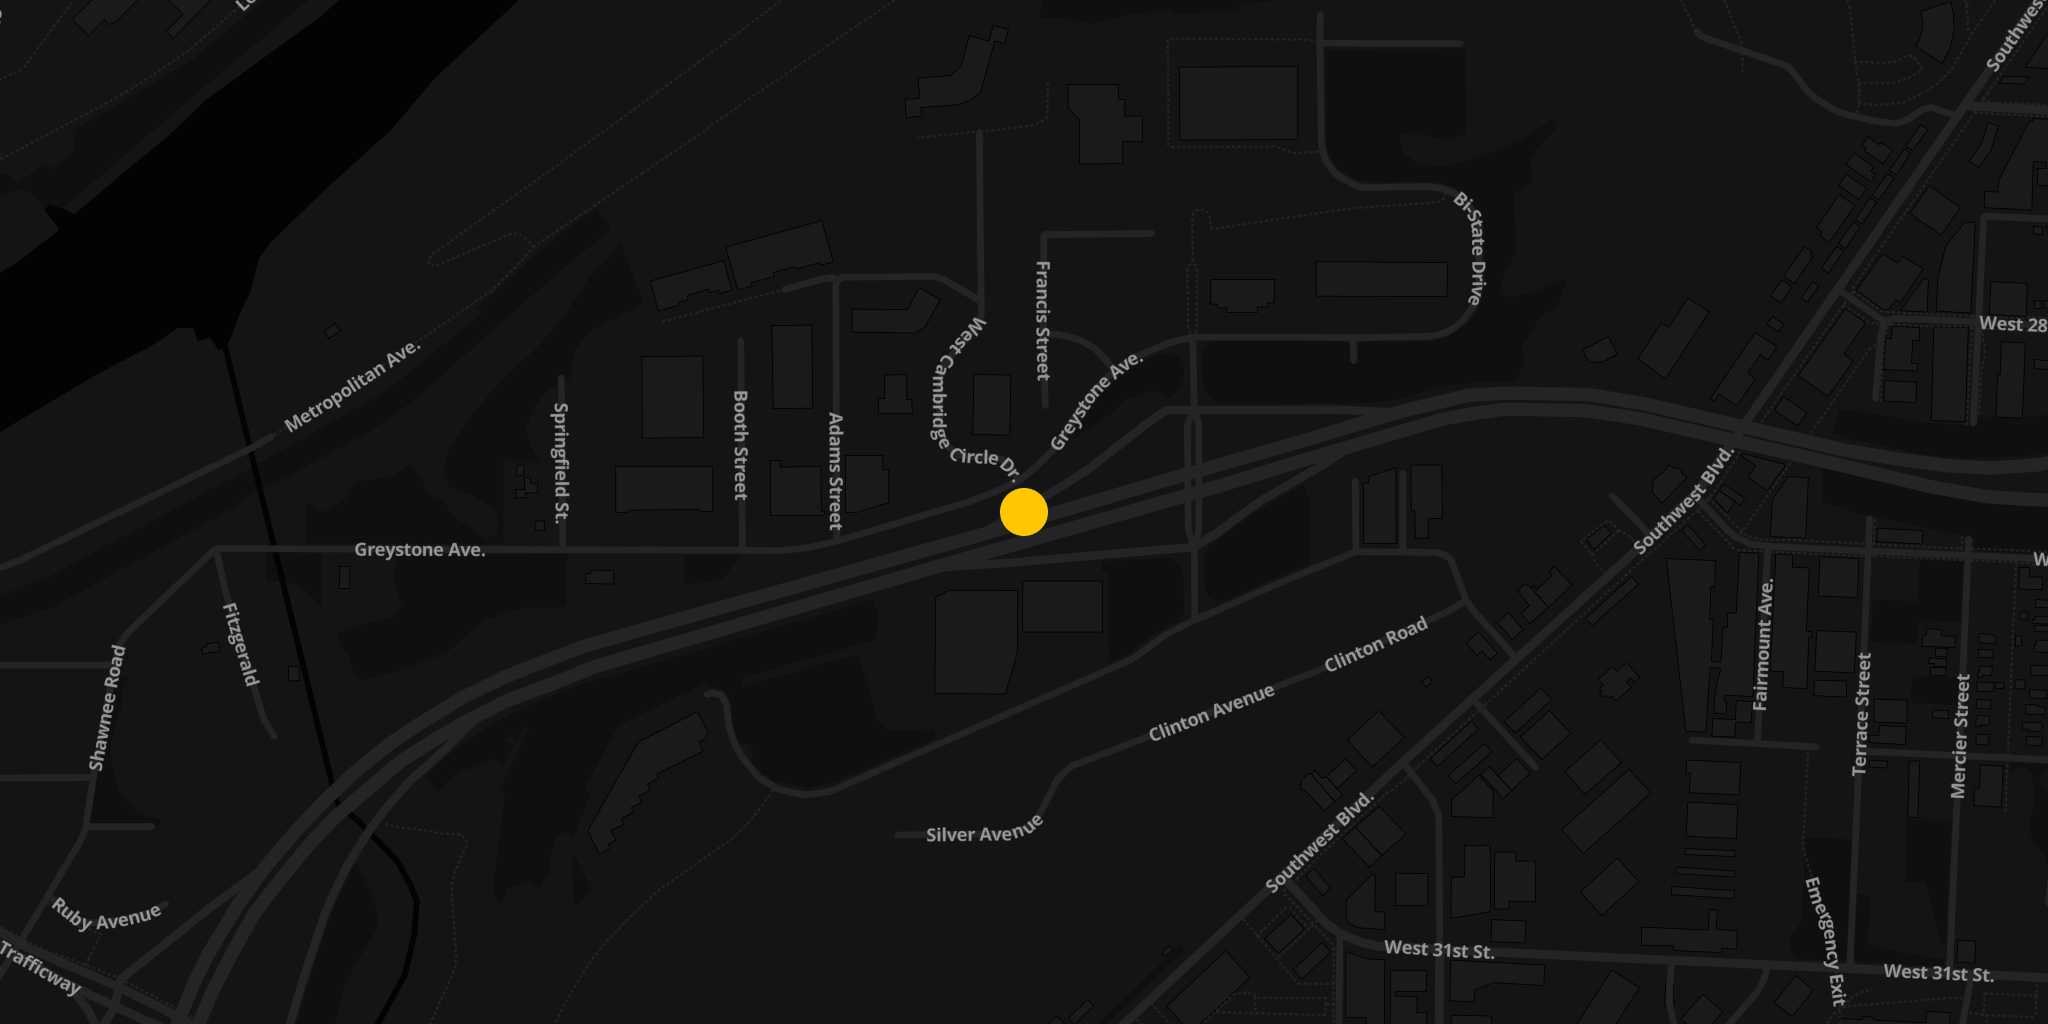 Southwest
Bi-State Drive
Francis Street
West Cambridge Circle Dr.
West 28
Metropolitan Ave.
Greystone Ave.
Springfield St.
Booth Street
Adams Street
Southwest Blvd.
Greystone Ave.
W
Fitzgerald
Shawnee Road
Clinton Road
Clinton Avenue
Fairmount Ave.
Terrace Street
Mercier Street
Silver Avenue
Southwest Blvd.
Ruby Avenue
Trafficway
West 31st St.
Emergency Exit
West 31st St.